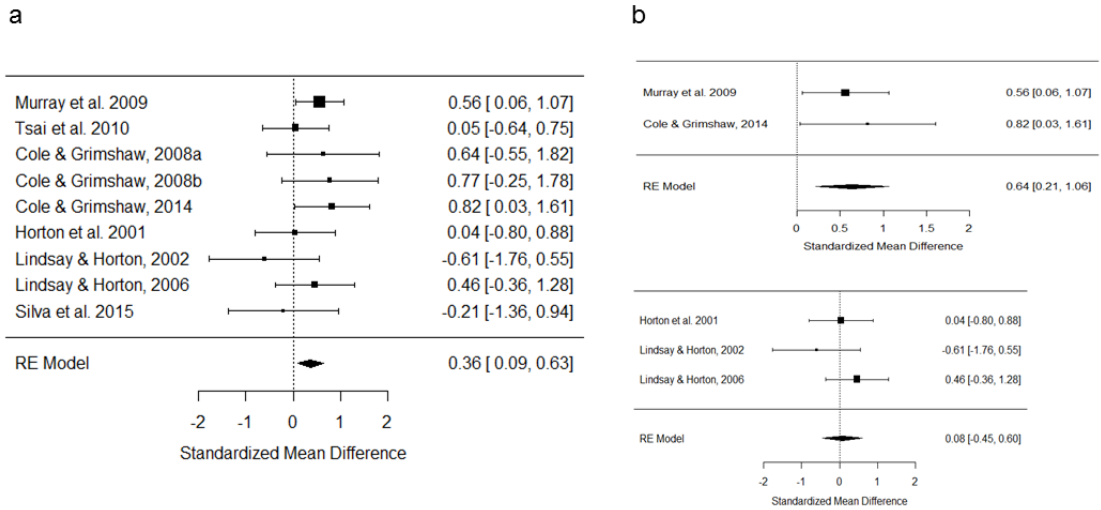 a
Murray et al. 2009 0.56 [ 0.06, 1.07]
Tsai et al. 2010 0.05 [-0.64, 0.75]
Cole & Grimshaw, 2008a 0.64 [-0.55, 1.82]
Cole & Grimshaw, 2008b 0.77 [-0.25, 1.78]
Cole & Grimshaw, 2014 0.82 [ 0.03, 1.61]
Horton et al. 2001 0.04 [-0.80, 0.88]
Lindsay & Horton, 2002 -0.61 [-1.76, 0.55]
Lindsay & Horton, 2006 0.46 [-0.36, 1.28]
Silva et al. 2015 -0.21 [-1.36, 0.94]
RE Model 0.36 [ 0.09, 0.63]
-2 -1 0 1 2
Standardized Mean Difference
b
Murray et al. 2009 0.56 [0.06, 1.07]
Cole & Grimshaw, 2014 0.82 [0.03, 1.61]
RE Model 0.64 [0.21, 1.06]
0 0.5 1 1.5 2
Standardized Mean Difference
Horton et al. 2001 0.04 [-0.80, 0.88]
Lindsay & Horton, 2002 -0.61 [-1.76, 0.55]
Lindsay & Horton, 2006 0.46 [-0.36, 1.28]
RE Model 0.08 [-0.45, 0.60]
-2 -1 0 1 2
Standardized Mean Difference